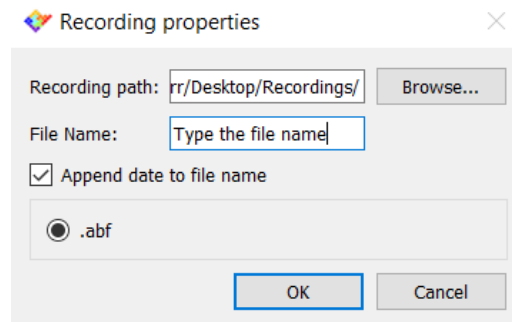 Recording properties
Recording path: rr/Desktop/Recordings/ Browse...
File Name: Type the file name
Append date to file name
.abf
OK Cancel